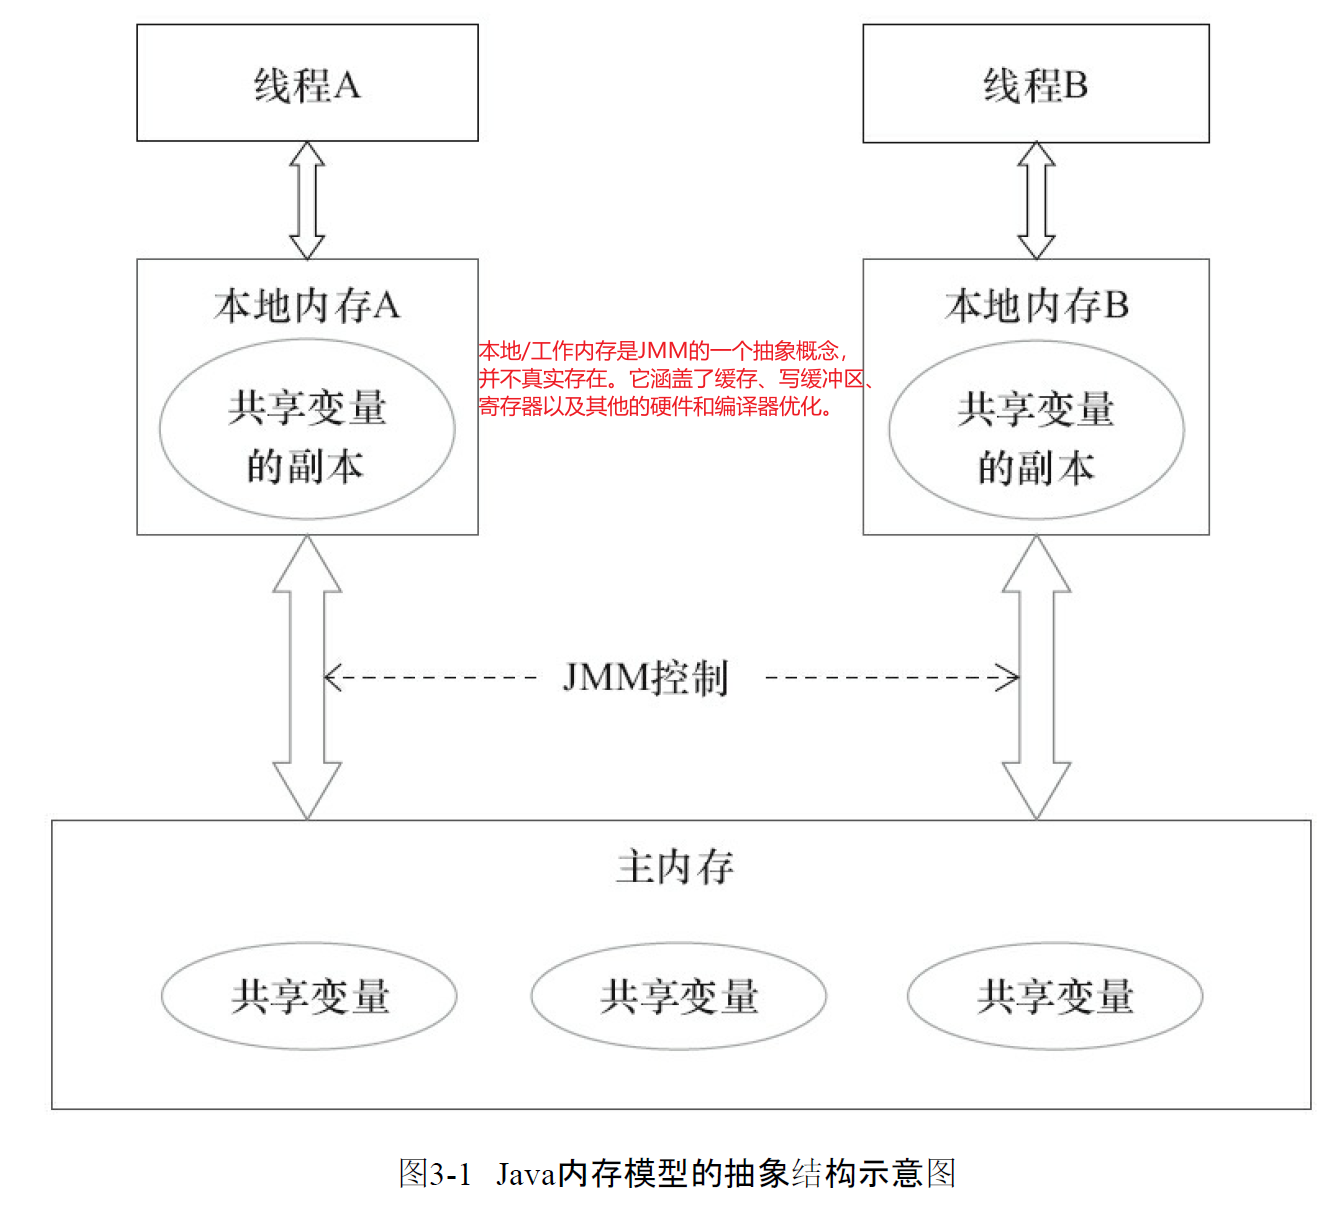 线程A
线程B
本地内存A
本地内存B
本地/工作内存是JMM的一个抽象概念，
并不真实存在。它涵盖了缓存、写缓冲区、
寄存器以及其他的硬件和编译器优化。
共享变量
的副本
共享变量
的副本
JMM控制
主内存
共享变量
共享变量
共享变量
图3-1 Java内存模型的抽象结构示意图